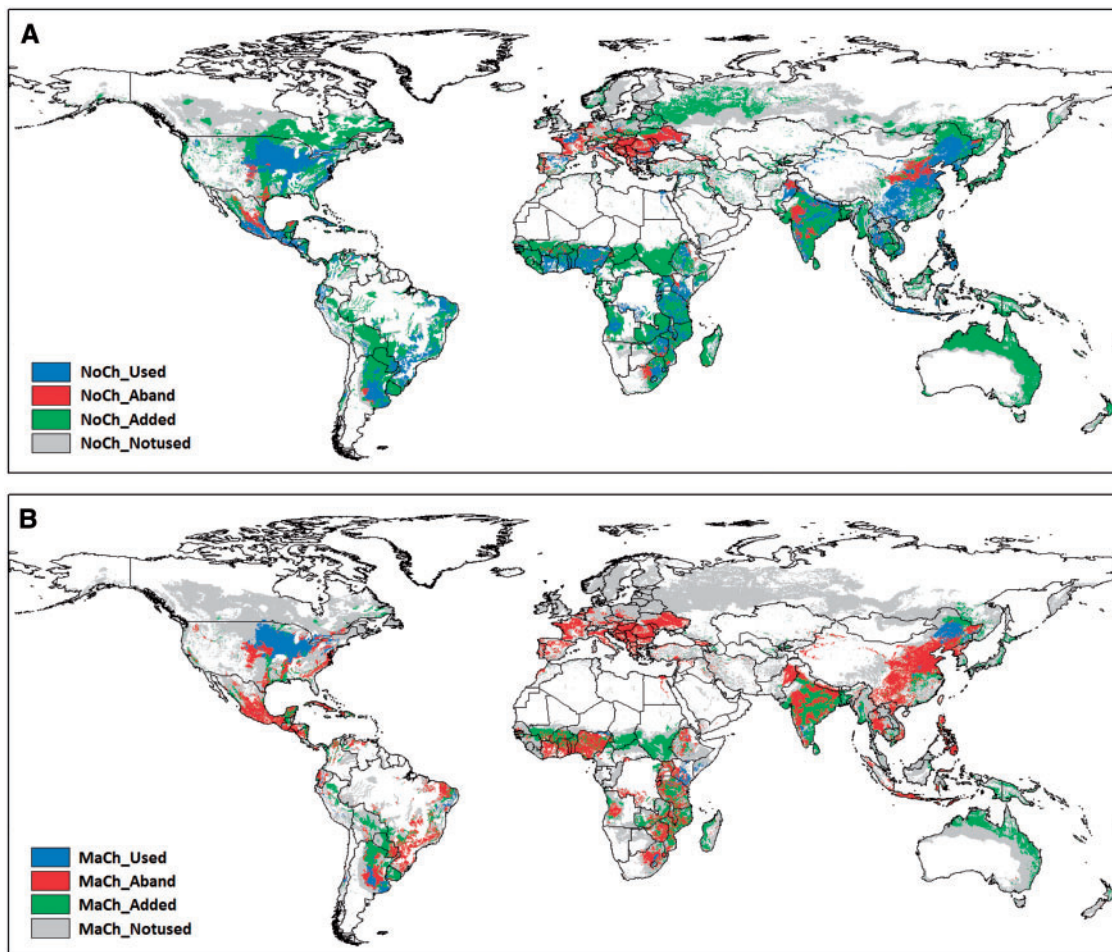 A
NoCh_Used
NoCh_Aband
NoCh_Added
NoCh_Notused
B
MaCh_Used
MaCh_Aband
MaCh_Added
MaCh_Notused